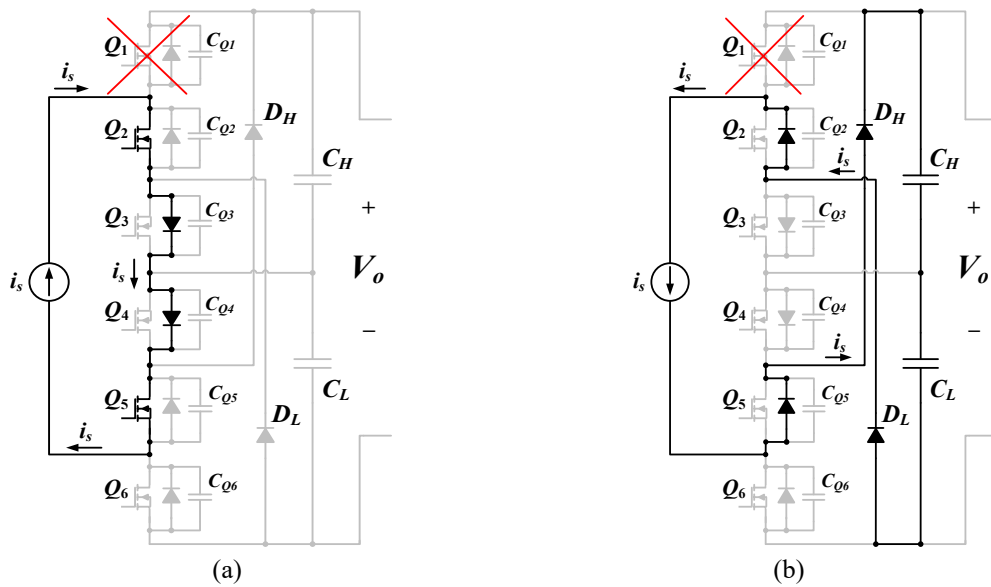 Q1 CQ1
is
Q2 CQ2 DH
CH
Q3 CQ3
+
is is Vo
Q4 CQ4
−
CL
Q5 CQ5
DL
is
Q6 CQ6
(a)
Q1 CQ1
is
Q2 CQ2 DH
is CH
Q3 CQ3
+
is Vo
Q4 CQ4
is −
CL
Q5 CQ5
DL
Q6 CQ6
(b)